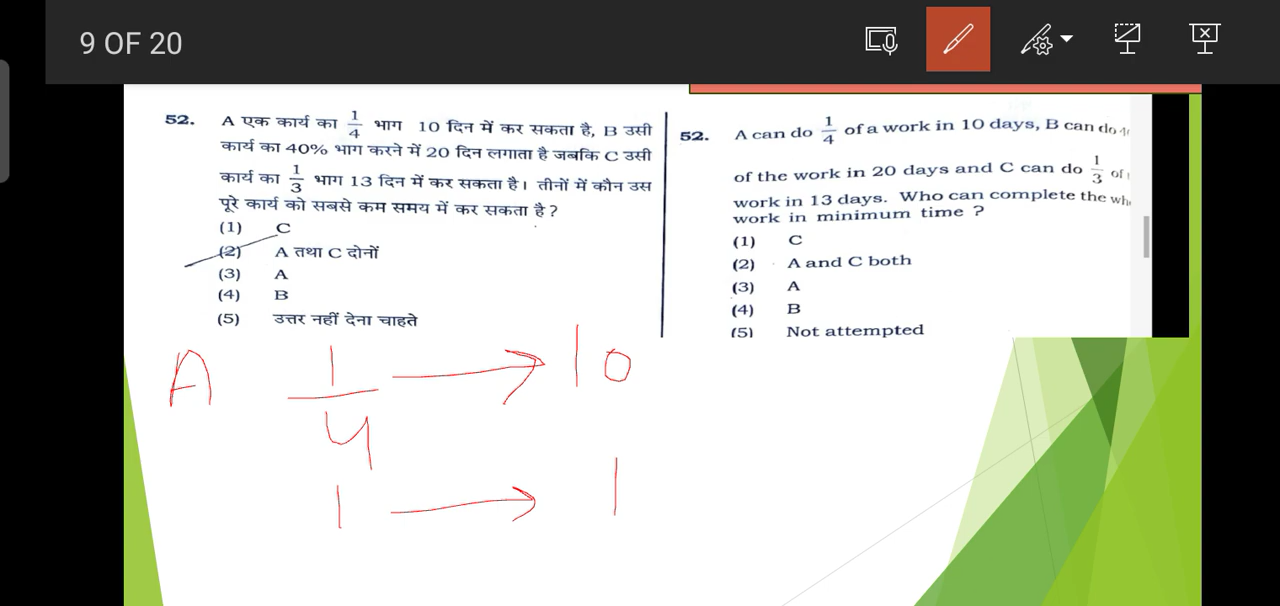 9 OF 20
52. A एक कार्य का 1/4 भाग 10 दिन में कर सकता है, B उसी
कार्य का 40% भाग करने में 20 दिन लगाता है जबकि C उसी
कार्य का 1/3 भाग 13 दिन में कर सकता है। तीनों में कौन उस
पूरे कार्य को सबसे कम समय में कर सकता है ?
(1) C
(2) A तथा C दोनों
(3) A
(4) B
(5) उत्तर नहीं देना चाहते
52. A can do 1/4 of a work in 10 days, B can do
of the work in 20 days and C can do 1/3 of
work in 13 days. Who can complete the
work in minimum time ?
(1) C
(2) A and C both
(3) A
(4) B
(5) Not attempted
A 1/4 → 10
1 → 1